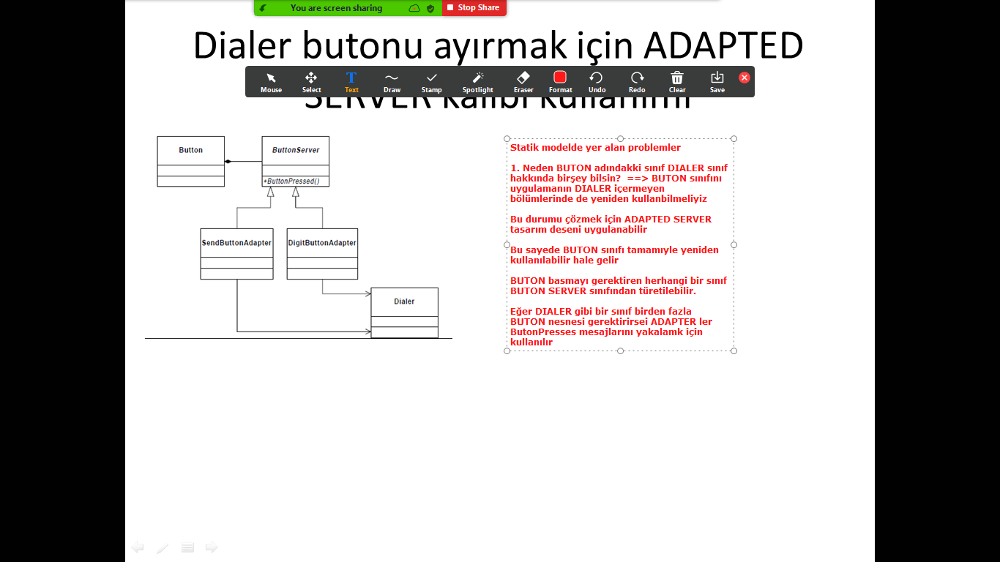 You are screen sharing
Stop Share
Dialer butonu ayırmak için ADAPTED
Mouse Select Text Draw Stamp Spotlight Eraser Format Undo Redo Clear Save
SERVER kalıbı kullanımı
Button
ButtonServer
+ButtonPressed()
SendButtonAdapter
DigitButtonAdapter
Dialer
Statik modelde yer alan problemler
1. Neden BUTON adındakki sınıf DIALER sınıf
hakkında birşey bilsin?  ==> BUTON sınıfını
uygulamanın DIALER içermeyen
bölümlerinde de yeniden kullanbilmeliyiz
Bu durumu çözmek için ADAPTED SERVER
tasarım deseni uygulanabilir
Bu sayede BUTON sınıfı tamamıyle yeniden
kullanılabilir hale gelir
BUTON basmayı gerektiren herhangi bir sınıf
BUTON SERVER sınıfından türetilebilir.
Eğer DIALER gibi bir sınıf birden fazla
BUTON nesnesi gerektirirsei ADAPTER ler
ButonPresses mesajlarını yakalamk için
kullanılır